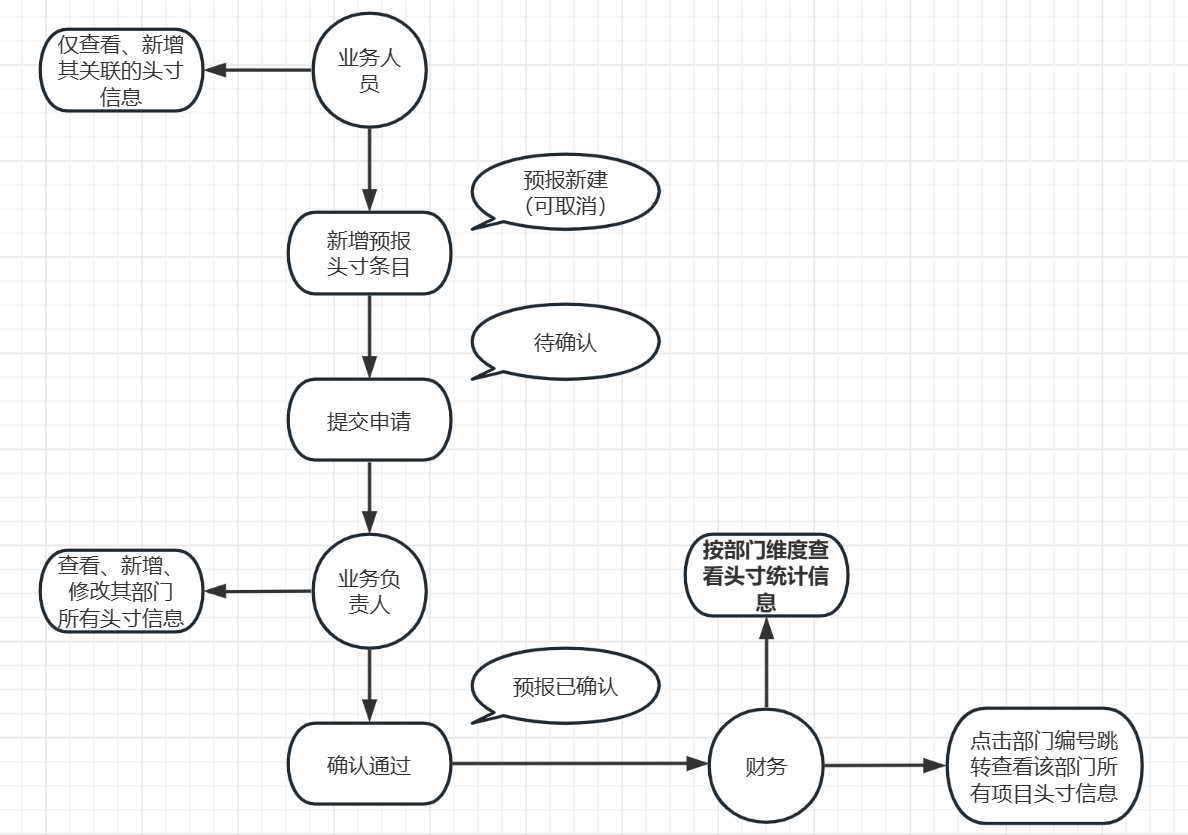 仅查看、新增
其关联的头寸
信息
业务人
员
预报新建
（可取消）
新增预报
头寸条目
待确认
提交申请
查看、新增、
修改其部门
所有头寸信息
业务负
责人
按部门维度查
看头寸统计信
息
预报已确认
确认通过
财务
点击部门编号跳
转查看该部门所
有项目头寸信息